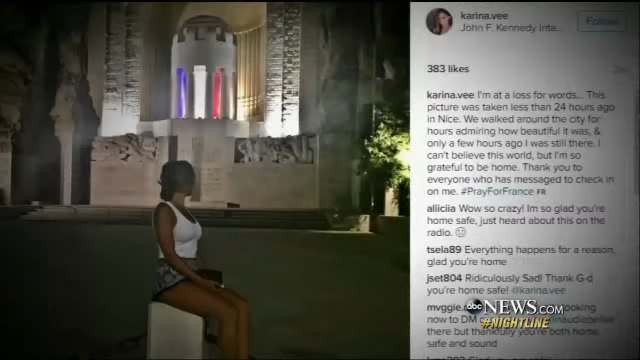 karina.vee
Follow
John F. Kennedy Inte...
383 likes
karina.vee I'm at a loss for words... This
picture was taken less than 24 hours ago
in Nice. We walked around the city for
hours admiring how beautiful it was, &
only a few hours ago I was still there. I
can't believe this world, but I'm so
grateful to be home. Thank you to
everyone who has messaged to check in
on me. #PrayForFrance FR
aliiciia Wow so crazy! Im so glad you're
home safe, just heard about this on the
radio. 😕
tsela89 Everything happens for a reason,
glad you're home
jset804 Ridiculously Sad! Thank G-d
you're home safe! @karina.vee
mvggie.
now to DM
there but thankfully you're both home
safe and sound
abc NEWS.COM
#NIGHTLINE